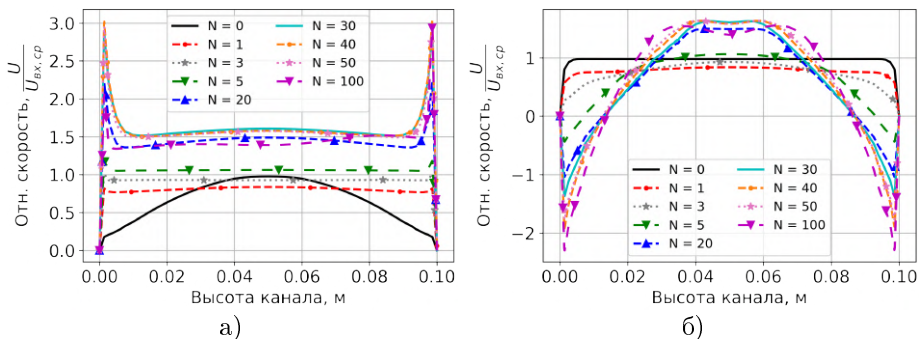 Отн. скорость, U / U_вх.ср
3.0
2.5
2.0
1.5
1.0
0.5
0.0
N = 0
N = 1
N = 3
N = 5
N = 20
N = 30
N = 40
N = 50
N = 100
0.00 0.02 0.04 0.06 0.08 0.10
Высота канала, м
а)
Отн. скорость, U / U_вх.ср
1
0
−1
−2
N = 0
N = 1
N = 3
N = 5
N = 20
N = 30
N = 40
N = 50
N = 100
0.00 0.02 0.04 0.06 0.08 0.10
Высота канала, м
б)